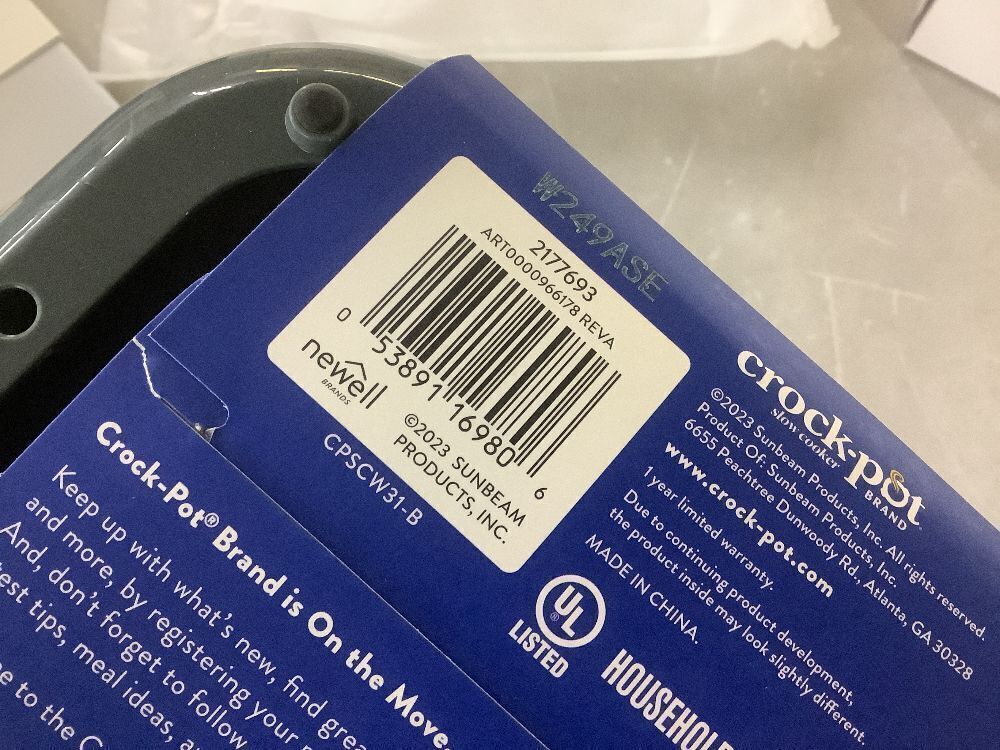 W249ASE
2177693
ART0000966178 REVA
0 53891 16980 6
newell
BRANDS
©2023 SUNBEAM
PRODUCTS, INC.
CPSCW31-B
crock-pot
slow cooker
BRAND
©2023 Sunbeam Products, Inc. All rights reserved.
Product Of: Sunbeam Products, Inc.
6655 Peachtree Dunwoody Rd., Atlanta, GA 30328
www.crock-pot.com
1 year limited warranty.
Due to continuing product development,
the product inside may look slightly different.
MADE IN CHINA.
UL
®
LISTED
HOUSEHOLD
Crock-Pot® Brand is On the Move.
Keep up with what's new, find
and more, by registering your
And, don't forget to follow
tips, meal ideas,
to the